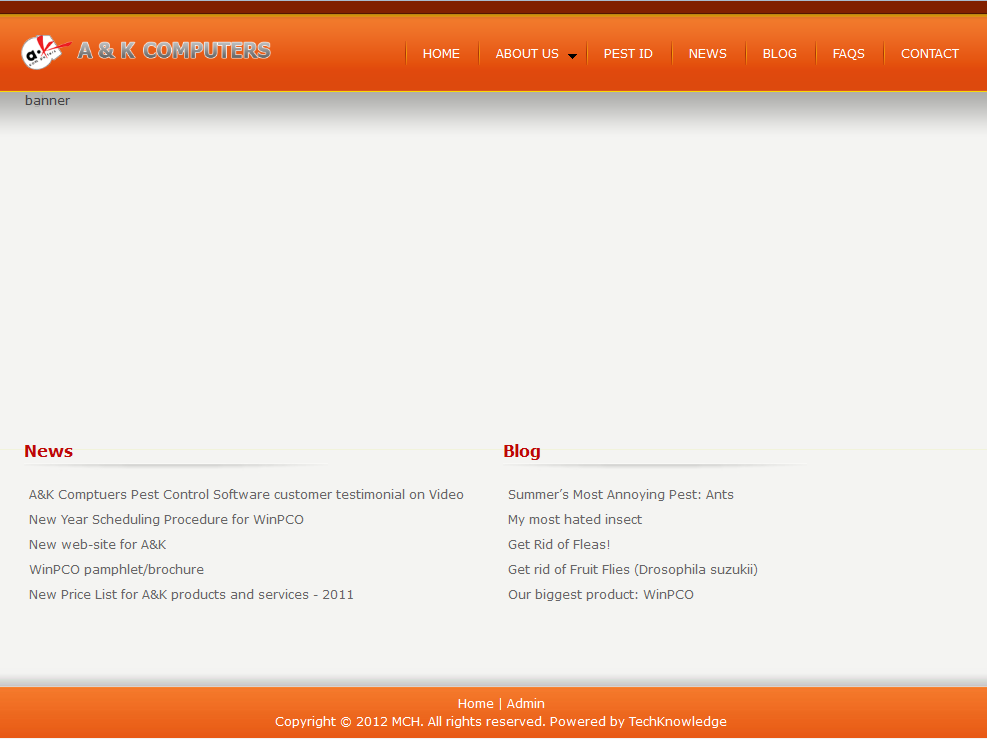 a.k A & K COMPUTERS
HOME ABOUT US PEST ID NEWS BLOG FAQS CONTACT
banner
News
A&K Comptuers Pest Control Software customer testimonial on Video
New Year Scheduling Procedure for WinPCO
New web-site for A&K
WinPCO pamphlet/brochure
New Price List for A&K products and services - 2011
Blog
Summer’s Most Annoying Pest: Ants
My most hated insect
Get Rid of Fleas!
Get rid of Fruit Flies (Drosophila suzukii)
Our biggest product: WinPCO
Home | Admin
Copyright © 2012 MCH. All rights reserved. Powered by TechKnowledge